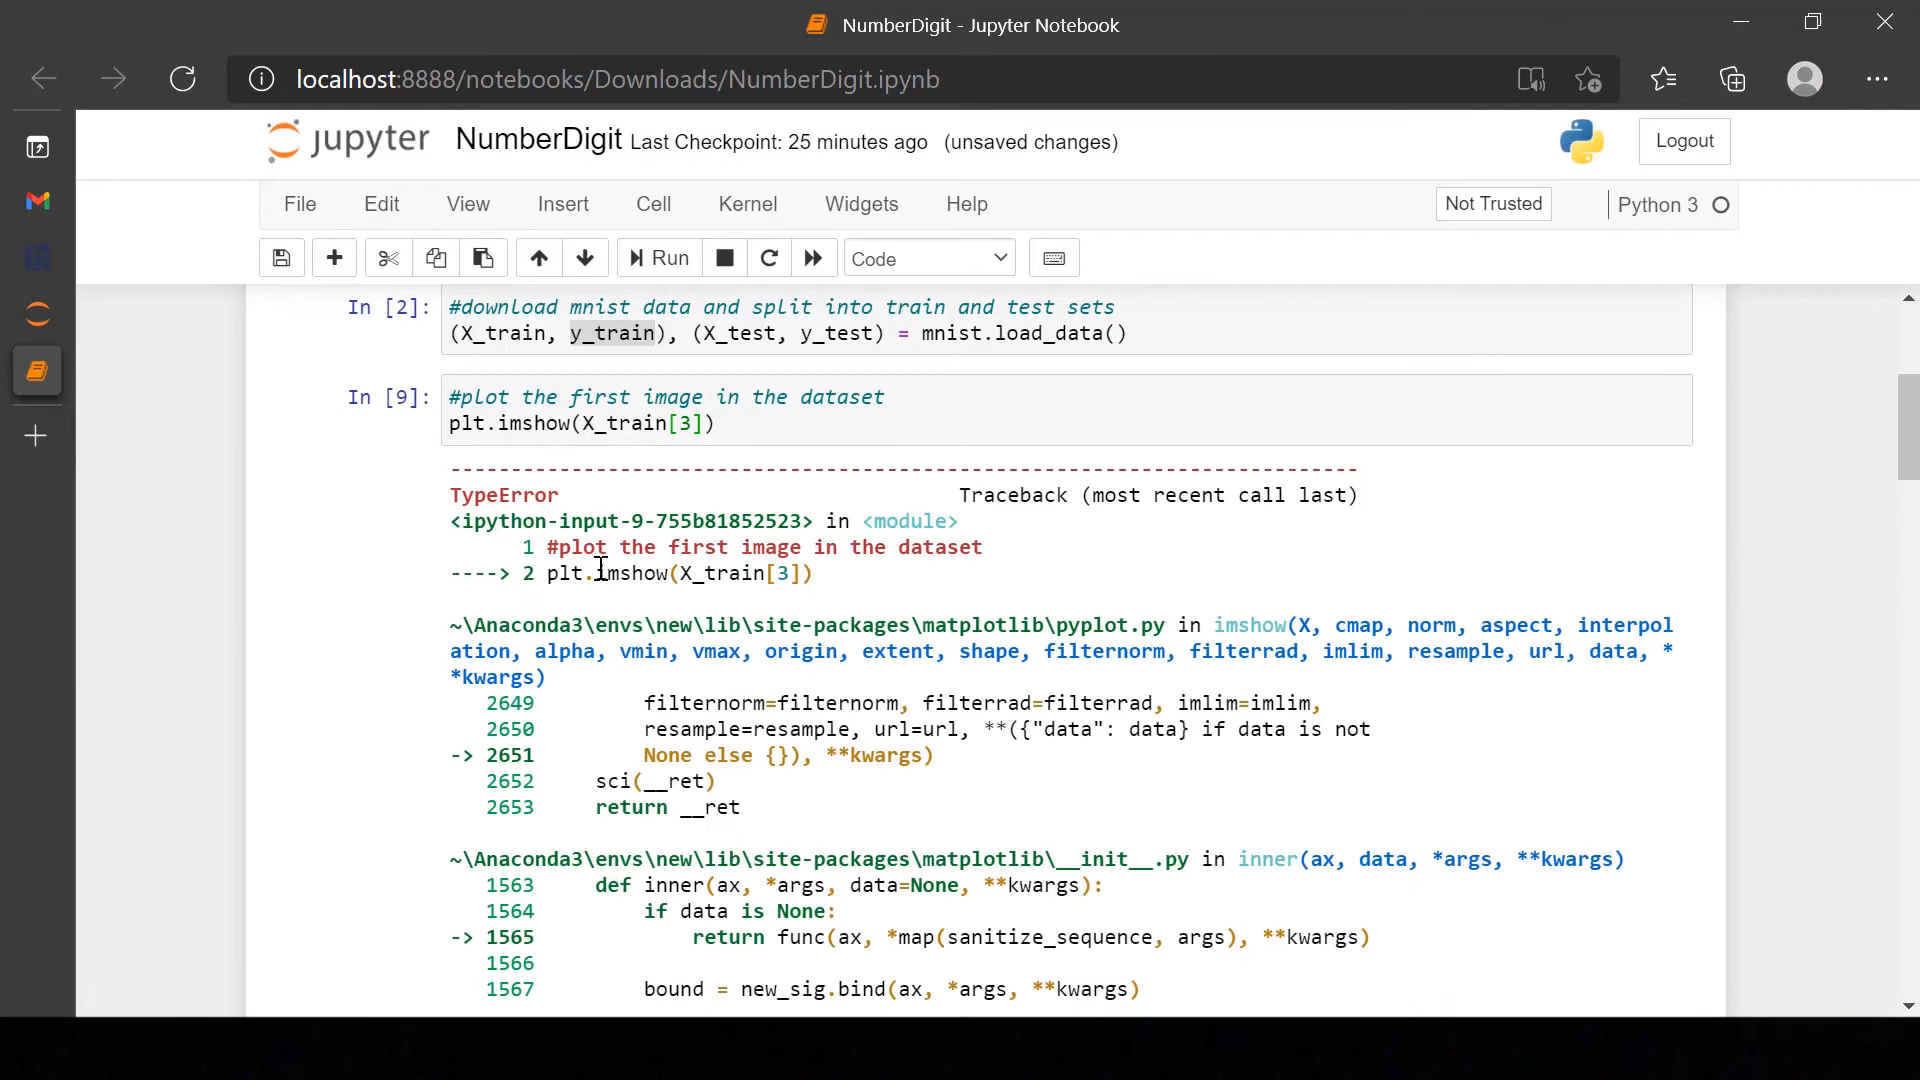 NumberDigit - Jupyter Notebook
localhost:8888/notebooks/Downloads/NumberDigit.ipynb
jupyter NumberDigit Last Checkpoint: 25 minutes ago (unsaved changes)
Logout
File Edit View Insert Cell Kernel Widgets Help Not Trusted Python 3
Run Code
In [2]: #download mnist data and split into train and test sets
(X_train, y_train), (X_test, y_test) = mnist.load_data()
In [9]: #plot the first image in the dataset
plt.imshow(X_train[3])
---------------------------------------------------------------------------
TypeError Traceback (most recent call last)
<ipython-input-9-755b81852523> in <module>
1 #plot the first image in the dataset
----> 2 plt.imshow(X_train[3])
~\Anaconda3\envs\new\lib\site-packages\matplotlib\pyplot.py in imshow(X, cmap, norm, aspect, interpol
ation, alpha, vmin, vmax, origin, extent, shape, filternorm, filterrad, imlim, resample, url, data, *
*kwargs)
2649 filternorm=filternorm, filterrad=filterrad, imlim=imlim,
2650 resample=resample, url=url, **({"data": data} if data is not
-> 2651 None else {}), **kwargs)
2652 sci(__ret)
2653 return __ret
~\Anaconda3\envs\new\lib\site-packages\matplotlib\__init__.py in inner(ax, data, *args, **kwargs)
1563 def inner(ax, *args, data=None, **kwargs):
1564 if data is None:
-> 1565 return func(ax, *map(sanitize_sequence, args), **kwargs)
1566
1567 bound = new_sig.bind(ax, *args, **kwargs)